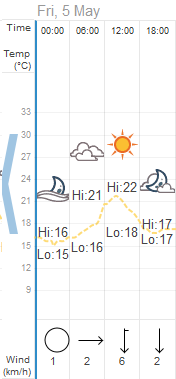 Fri, 5 May
Time 00:00 06:00 12:00 18:00
Temp
(°C)
33
30
27
24
21
18
15
12
9
Hi:16 Hi:21 Hi:22 Hi:17
Lo:15 Lo:16 Lo:18 Lo:17
Wind
(km/h) 1 2 6 2